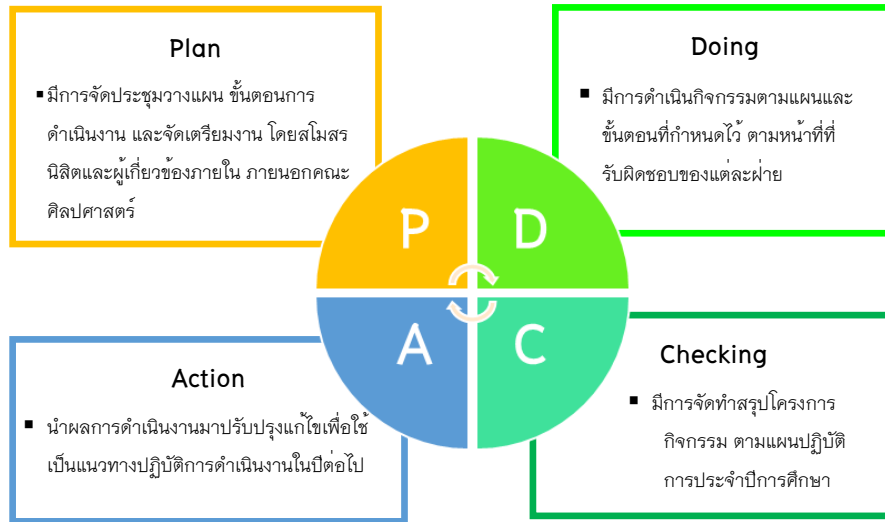 Plan
▪ มีการจัดประชุมวางแผน ขั้นตอนการ
ดำเนินงาน และจัดเตรียมงาน โดยสโมสร
นิสิตและผู้เกี่ยวข้องภายใน ภายนอกคณะ
ศิลปศาสตร์
Doing
▪ มีการดำเนินกิจกรรมตามแผนและ
ขั้นตอนที่กำหนดไว้ ตามหน้าที่ที่
รับผิดชอบของแต่ละฝ่าย
P
D
A
C
Action
▪ นำผลการดำเนินงานมาปรับปรุงแก้ไขเพื่อใช้
เป็นแนวทางปฏิบัติการดำเนินงานในปีต่อไป
Checking
▪ มีการจัดทำสรุปโครงการ
กิจกรรม ตามแผนปฏิบัติ
การประจำปีการศึกษา